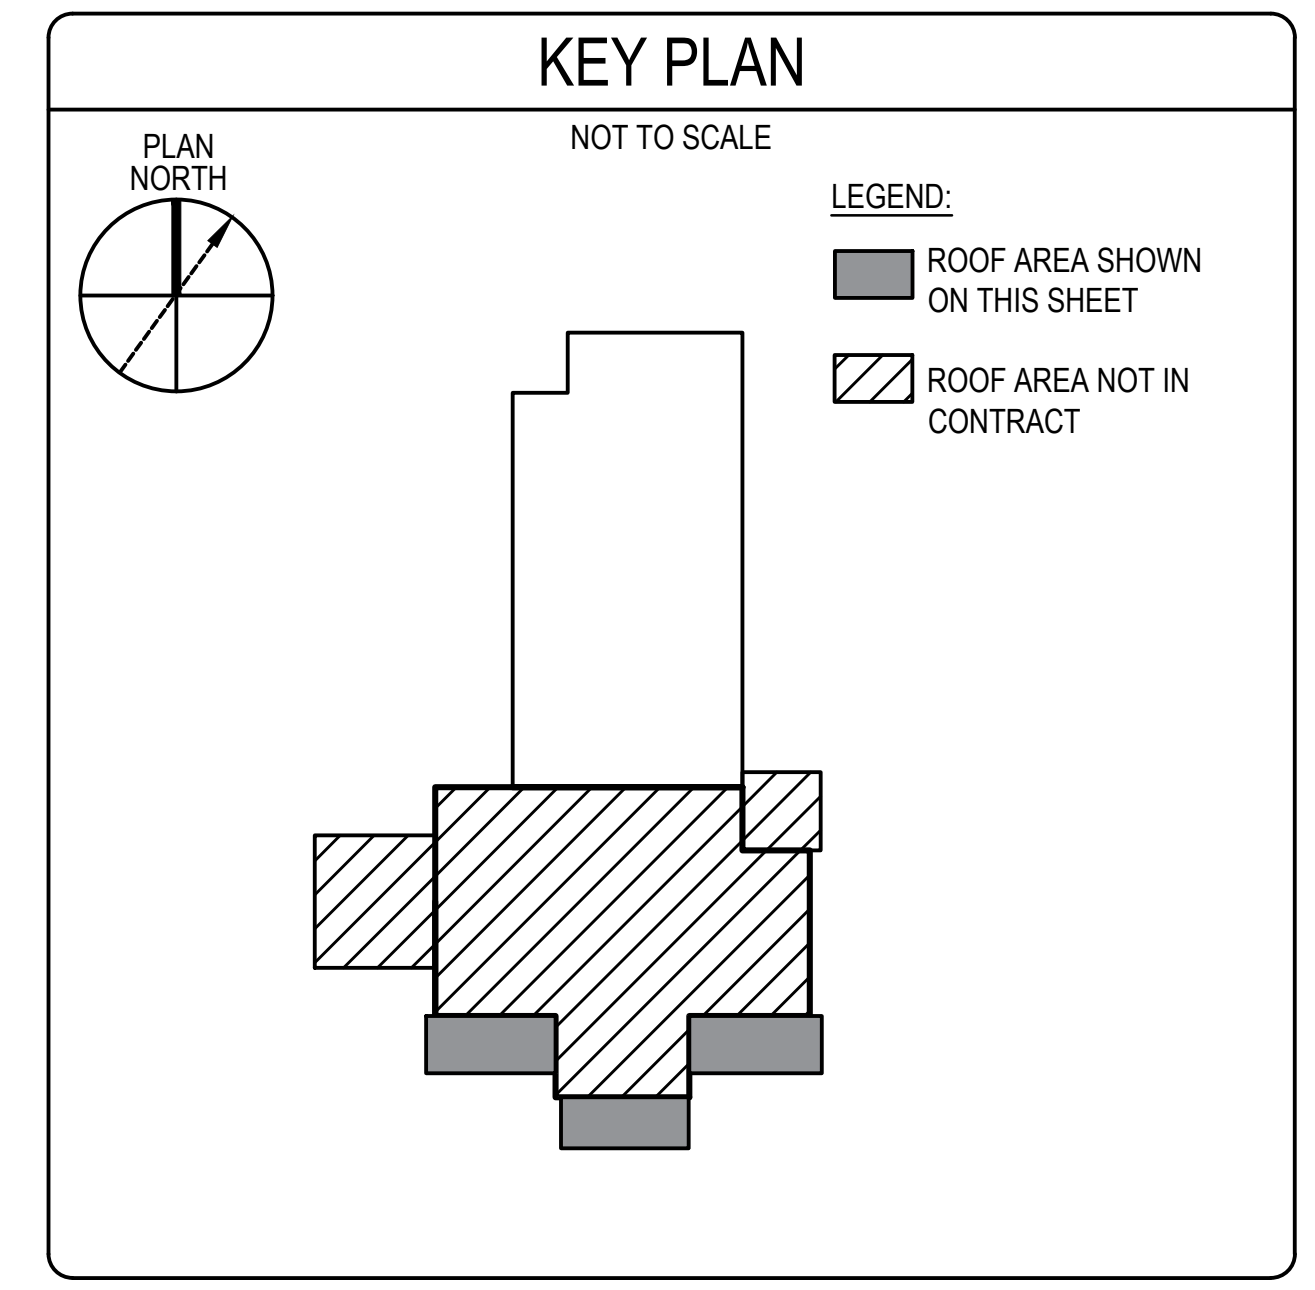 KEY PLAN
NOT TO SCALE
PLAN
NORTH
LEGEND:
ROOF AREA SHOWN
ON THIS SHEET
ROOF AREA NOT IN
CONTRACT